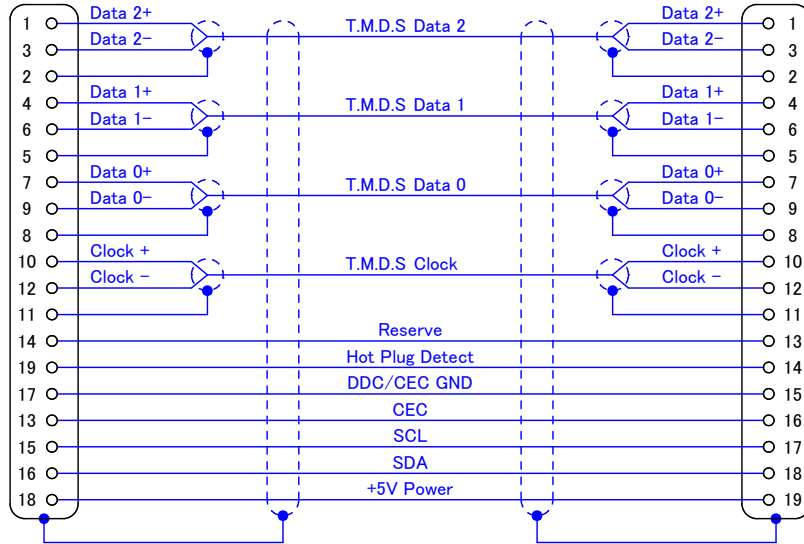 1 Data 2+ Data 2+ 1
3 Data 2− T.M.D.S Data 2 Data 2− 3
2 2
4 Data 1+ Data 1+ 4
6 Data 1− T.M.D.S Data 1 Data 1− 6
5 5
7 Data 0+ Data 0+ 7
9 Data 0− T.M.D.S Data 0 Data 0− 9
8 8
10 Clock + Clock + 10
12 Clock − T.M.D.S Clock Clock − 12
11 11
14 Reserve 13
19 Hot Plug Detect 14
17 DDC/CEC GND 15
13 CEC 16
15 SCL 17
16 SDA 18
18 +5V Power 19